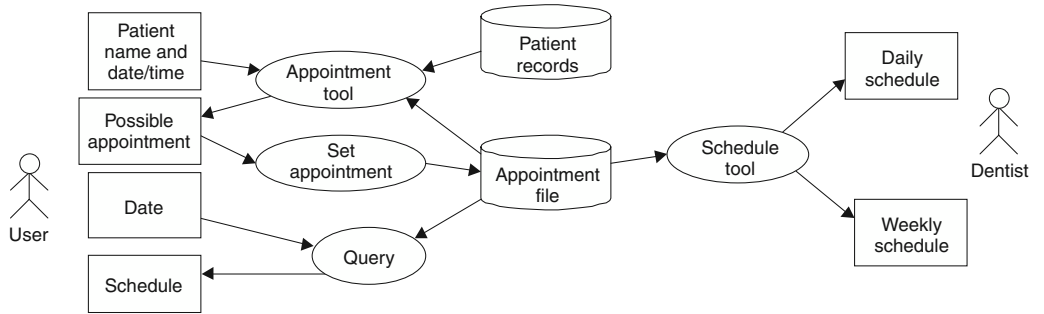 Patient
name and
date/time
Appointment
tool
Patient
records
Daily
schedule
Possible
appointment
Set
appointment
Appointment
file
Schedule
tool
Dentist
User
Date
Query
Weekly
schedule
Schedule